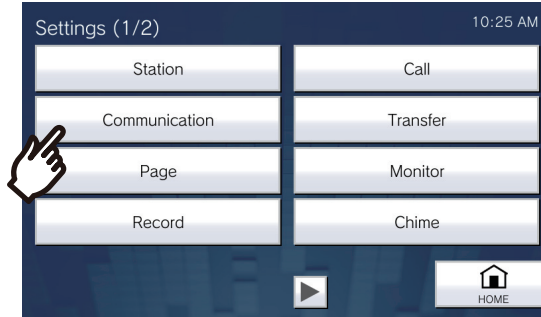 Settings (1/2)
10:25 AM
Station
Call
Communication
Transfer
Page
Monitor
Record
Chime
HOME